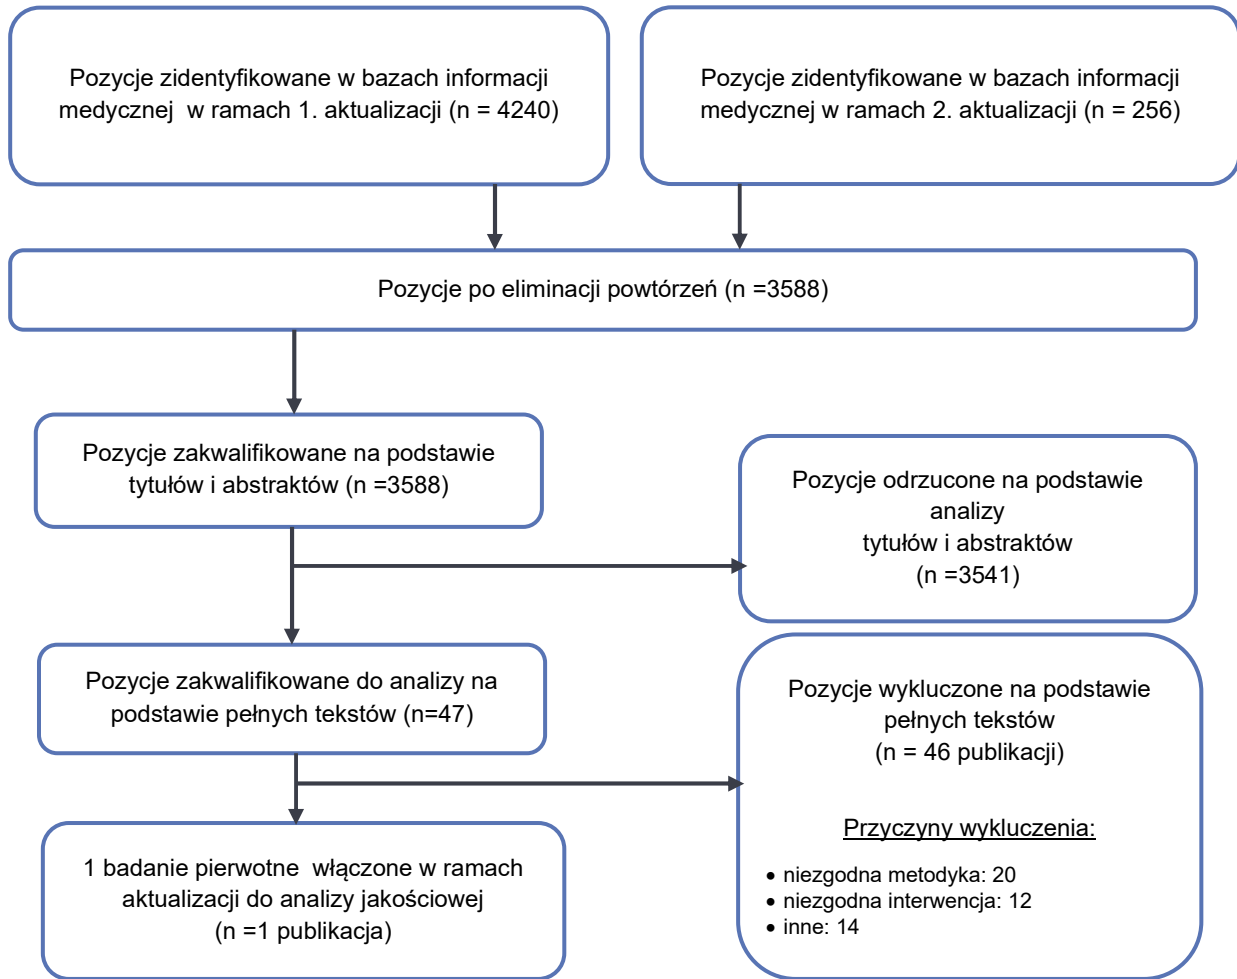 Pozycje zidentyfikowane w bazach informacji
medycznej w ramach 1. aktualizacji (n = 4240)
Pozycje zidentyfikowane w bazach informacji
medycznej w ramach 2. aktualizacji (n = 256)
Pozycje po eliminacji powtórzeń (n =3588)
Pozycje zakwalifikowane na podstawie
tytułów i abstraktów (n =3588)
Pozycje odrzucone na podstawie
analizy
tytułów i abstraktów
(n =3541)
Pozycje zakwalifikowane do analizy na
podstawie pełnych tekstów (n=47)
Pozycje wykluczone na podstawie
pełnych tekstów
(n = 46 publikacji)
Przyczyny wykluczenia:
• niezgodna metodyka: 20
• niezgodna interwencja: 12
• inne: 14
1 badanie pierwotne włączone w ramach
aktualizacji do analizy jakościowej
(n =1 publikacja)